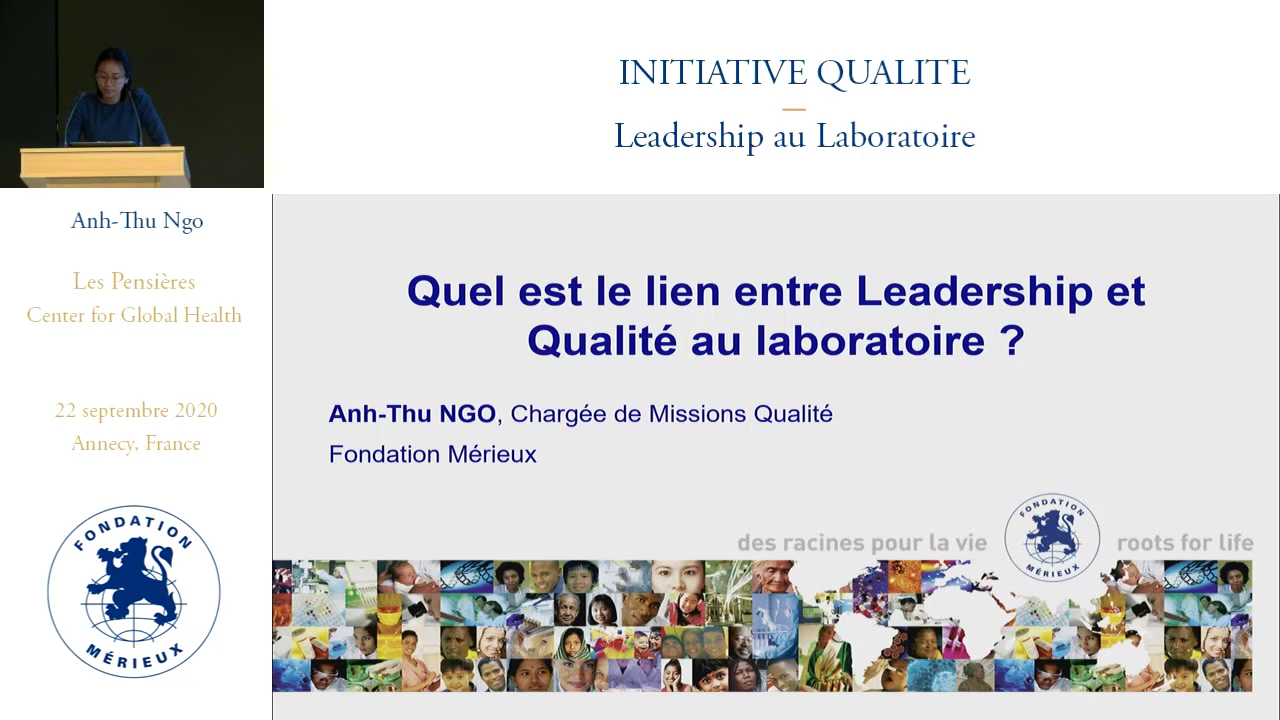 INITIATIVE QUALITE
Leadership au Laboratoire
Anh-Thu Ngo
Les Pensières
Center for Global Health
22 septembre 2020
Annecy, France
FONDATION
MÉRIEUX
Quel est le lien entre Leadership et
Qualité au laboratoire ?
Anh-Thu NGO, Chargée de Missions Qualité
Fondation Mérieux
des racines pour la vie
FONDATION
MÉRIEUX
roots for life